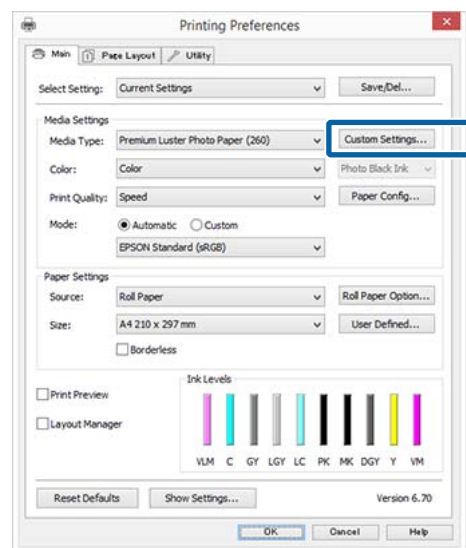 Printing Preferences
Main Page Layout Utility
Select Setting: Current Settings Save/Del...
Media Settings
Media Type: Premium Luster Photo Paper (260) Custom Settings...
Color: Color Photo Black Ink
Print Quality: Speed Paper Config...
Mode: Automatic Custom
EPSON Standard (sRGB)
Paper Settings
Source: Roll Paper Roll Paper Option...
Size: A4 210 x 297 mm User Defined...
Borderless
Ink Levels
Print Preview
Layout Manager
VLM C GY LGY LC PK MK DGY Y VM
Reset Defaults Show Settings... Version 6.70
OK Cancel Help